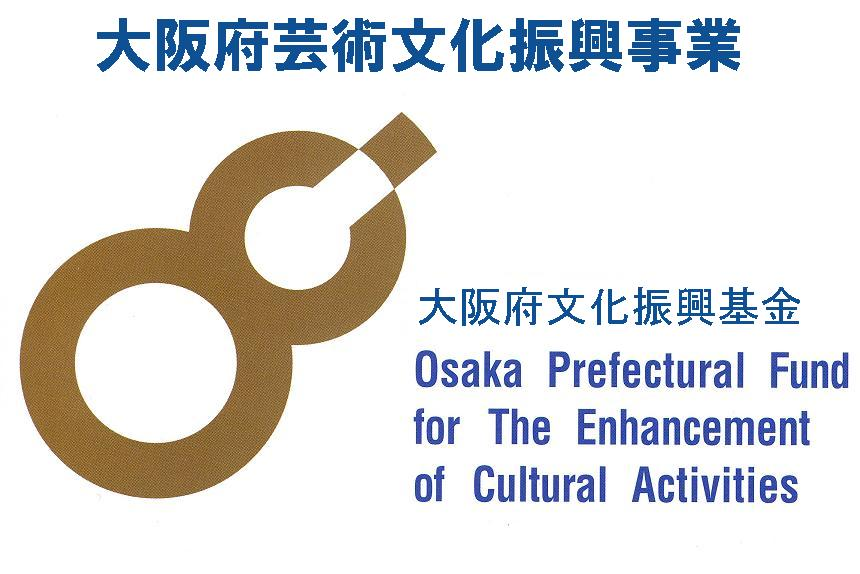 大阪府芸術文化振興事業
大阪府文化振興基金
Osaka Prefectural Fund
for The Enhancement
of Cultural Activities